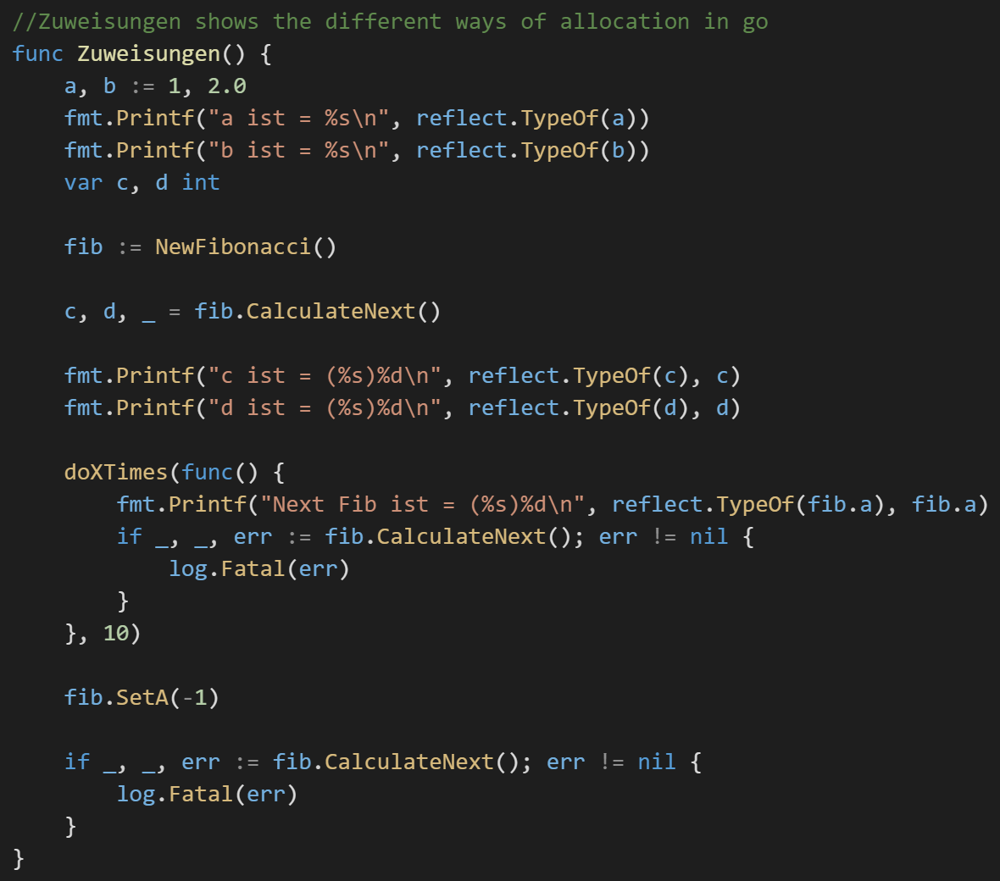 //Zuweisungen shows the different ways of allocation in go
func Zuweisungen() {
    a, b := 1, 2.0
    fmt.Printf("a ist = %s\n", reflect.TypeOf(a))
    fmt.Printf("b ist = %s\n", reflect.TypeOf(b))
    var c, d int
    fib := NewFibonacci()
    c, d, _ = fib.CalculateNext()
    fmt.Printf("c ist = (%s)%d\n", reflect.TypeOf(c), c)
    fmt.Printf("d ist = (%s)%d\n", reflect.TypeOf(d), d)
    doXTimes(func() {
        fmt.Printf("Next Fib ist = (%s)%d\n", reflect.TypeOf(fib.a), fib.a)
        if _, _, err := fib.CalculateNext(); err != nil {
            log.Fatal(err)
        }
    }, 10)
    fib.SetA(-1)
    if _, _, err := fib.CalculateNext(); err != nil {
        log.Fatal(err)
    }
}